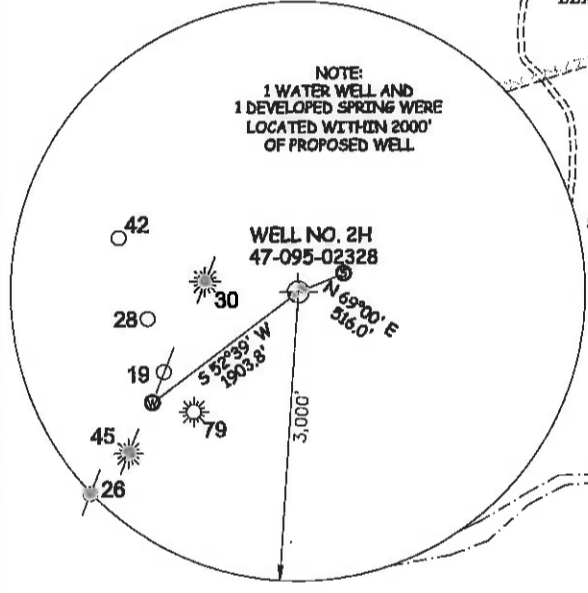 NOTE:
1 WATER WELL AND
1 DEVELOPED SPRING WERE
LOCATED WITHIN 2000'
OF PROPOSED WELL
42
WELL NO. 2H
47-095-02328
S
30
N 69°00' E
516.0'
28
S 52°39' W
1903.8'
19
W
79
3,000'
45
26